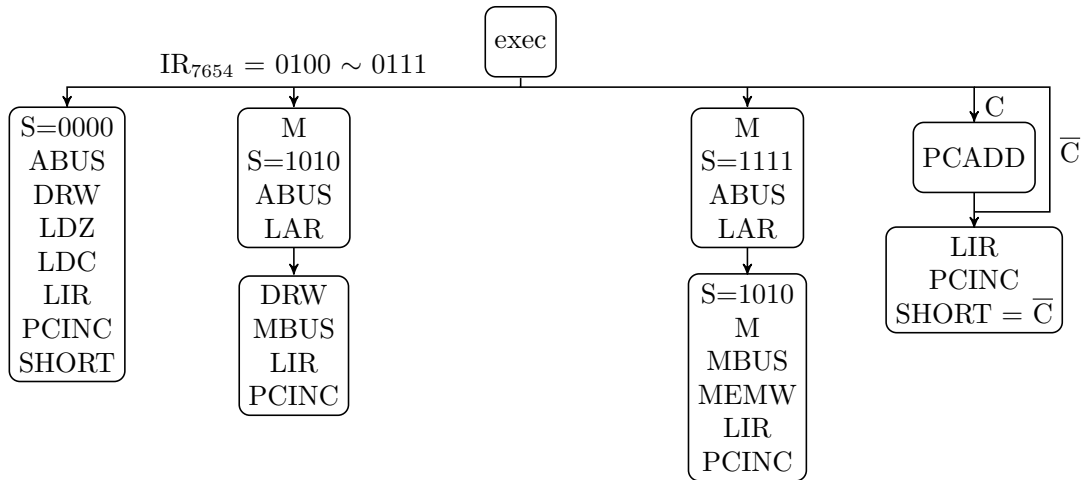 exec
IR₇₆₅₄ = 0100 ∼ 0111
S=0000
ABUS
DRW
LDZ
LDC
LIR
PCINC
SHORT
M
S=1010
ABUS
LAR
DRW
MBUS
LIR
PCINC
M
S=1111
ABUS
LAR
S=1010
M
MBUS
MEMW
LIR
PCINC
C
C̅
PCADD
LIR
PCINC
SHORT = C̅